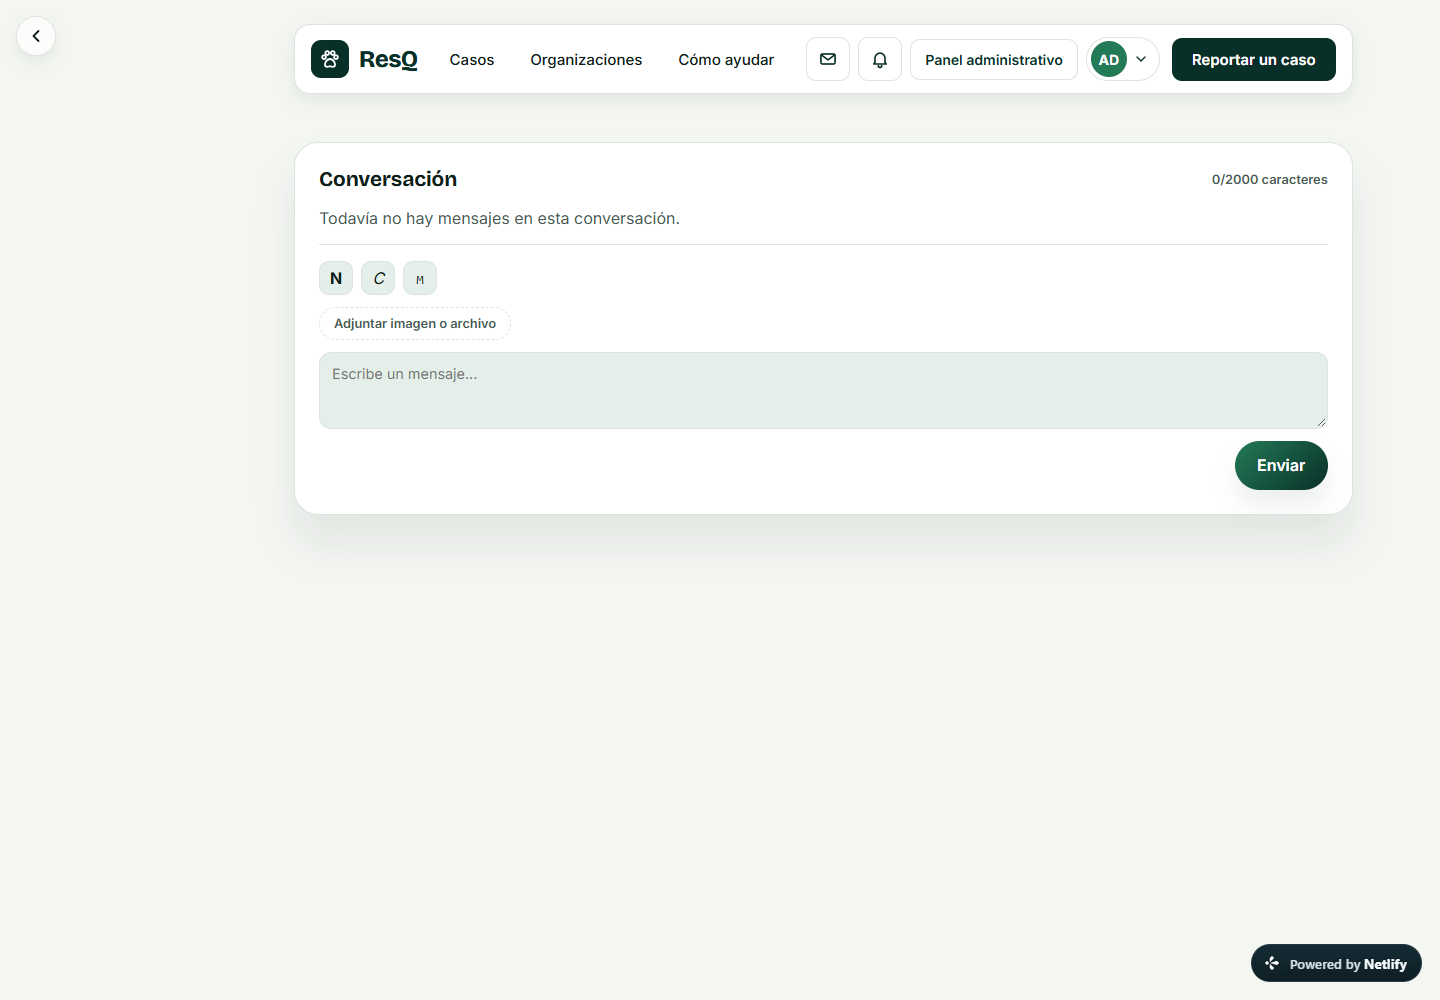 ResQ Casos Organizaciones Cómo ayudar Panel administrativo AD Reportar un caso
Conversación 0/2000 caracteres
Todavía no hay mensajes en esta conversación.
N C M
Adjuntar imagen o archivo
Escribe un mensaje...
Enviar
Powered by Netlify